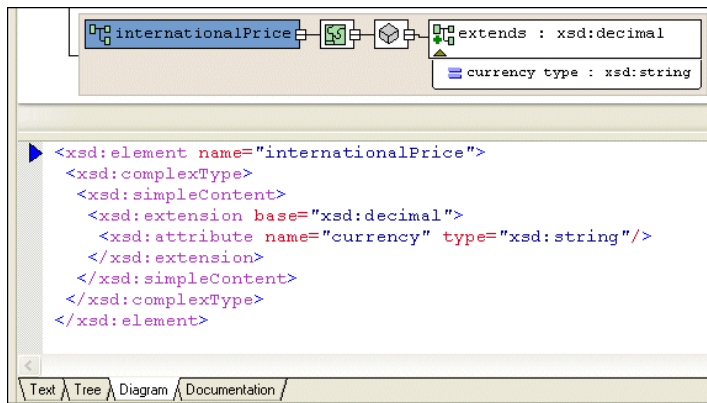 internationalPrice
extends : xsd:decimal
currency type : xsd:string
<xsd:element name="internationalPrice">
<xsd:complexType>
<xsd:simpleContent>
<xsd:extension base="xsd:decimal">
<xsd:attribute name="currency" type="xsd:string"/>
</xsd:extension>
</xsd:simpleContent>
</xsd:complexType>
</xsd:element>
Text Tree Diagram Documentation